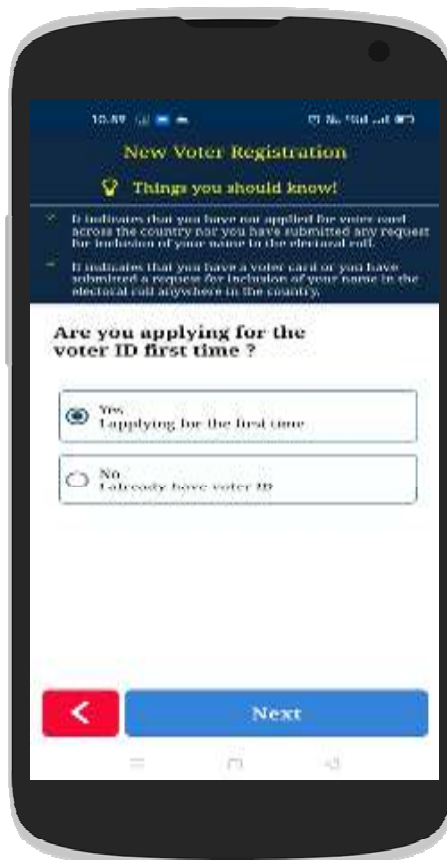 10.59
New Voter Registration
Things you should know!
It indicates that you have not applied for voter card
across the country nor you have submitted any request
for inclusion of your name in the electoral roll.
It indicates that you have a voter card or you have
submitted a request for inclusion of your name in the
electoral roll anywhere in the country.
Are you applying for the
voter ID first time ?
Yes
I applying for the first time
No
I already have voter ID
Next